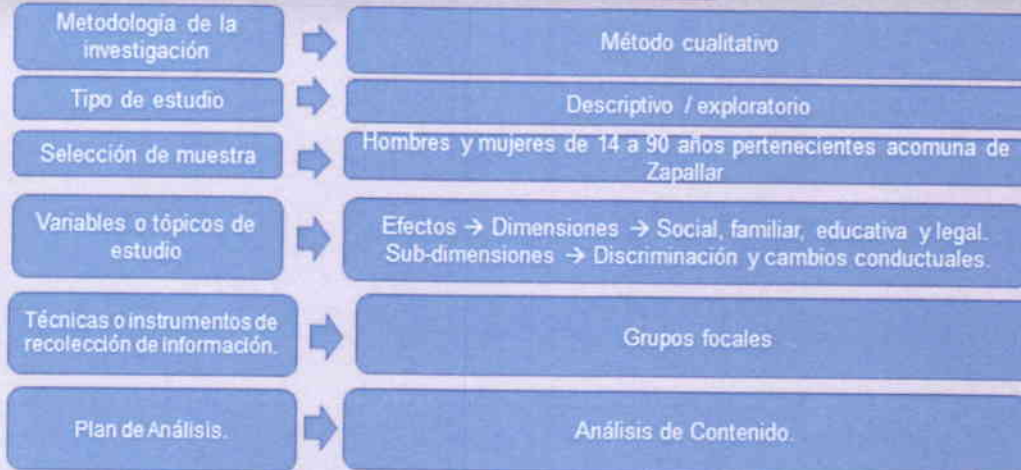 Metodología de la
investigación
Método cualitativo
Tipo de estudio
Descriptivo / exploratorio
Selección de muestra
Hombres y mujeres de 14 a 90 años pertenecientes acomuna de
Zapallar
Variables o tópicos de
estudio
Efectos → Dimensiones → Social, familiar, educativa y legal.
Sub-dimensiones → Discriminación y cambios conductuales.
Técnicas o instrumentos de
recolección de información.
Grupos focales
Plan de Análisis.
Análisis de Contenido.